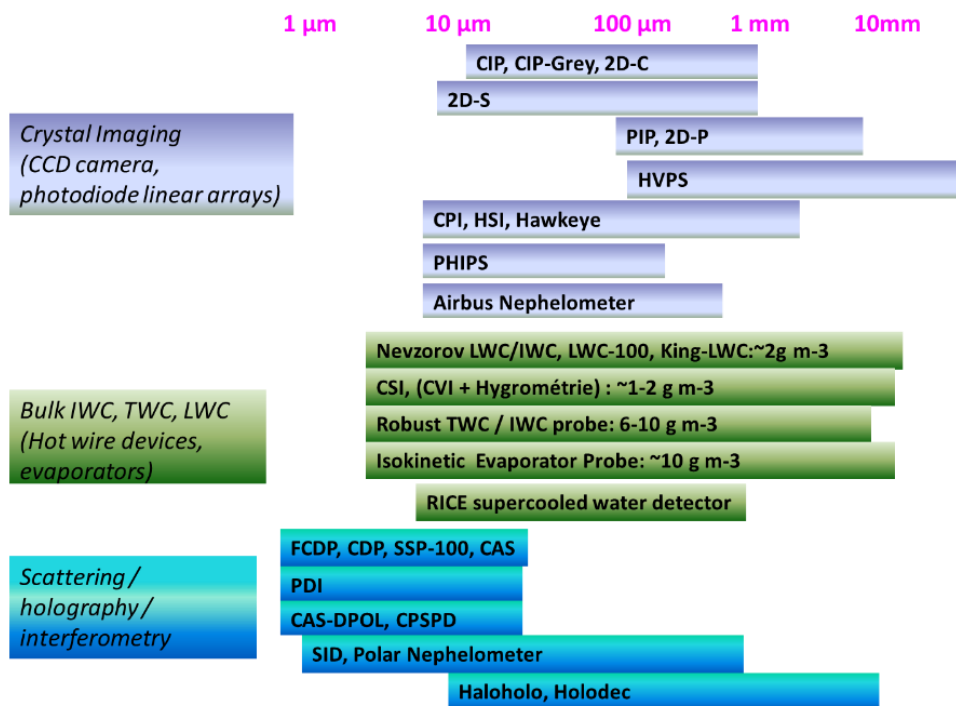 1 µm 10 µm 100 µm 1 mm 10mm
CIP, CIP-Grey, 2D-C
2D-S
PIP, 2D-P
HVPS
Crystal Imaging
(CCD camera,
photodiode linear arrays)
CPI, HSI, Hawkeye
PHIPS
Airbus Nephelometer
Nevzorov LWC/IWC, LWC-100, King-LWC:~2g m-3
CSI, (CVI + Hygrométrie) : ~1-2 g m-3
Robust TWC / IWC probe: 6-10 g m-3
Isokinetic Evaporator Probe: ~10 g m-3
RICE supercooled water detector
Bulk IWC, TWC, LWC
(Hot wire devices,
evaporators)
FCDP, CDP, SSP-100, CAS
PDI
CAS-DPOL, CPSPD
SID, Polar Nephelometer
Haloholo, Holodec
Scattering /
holography /
interferometry